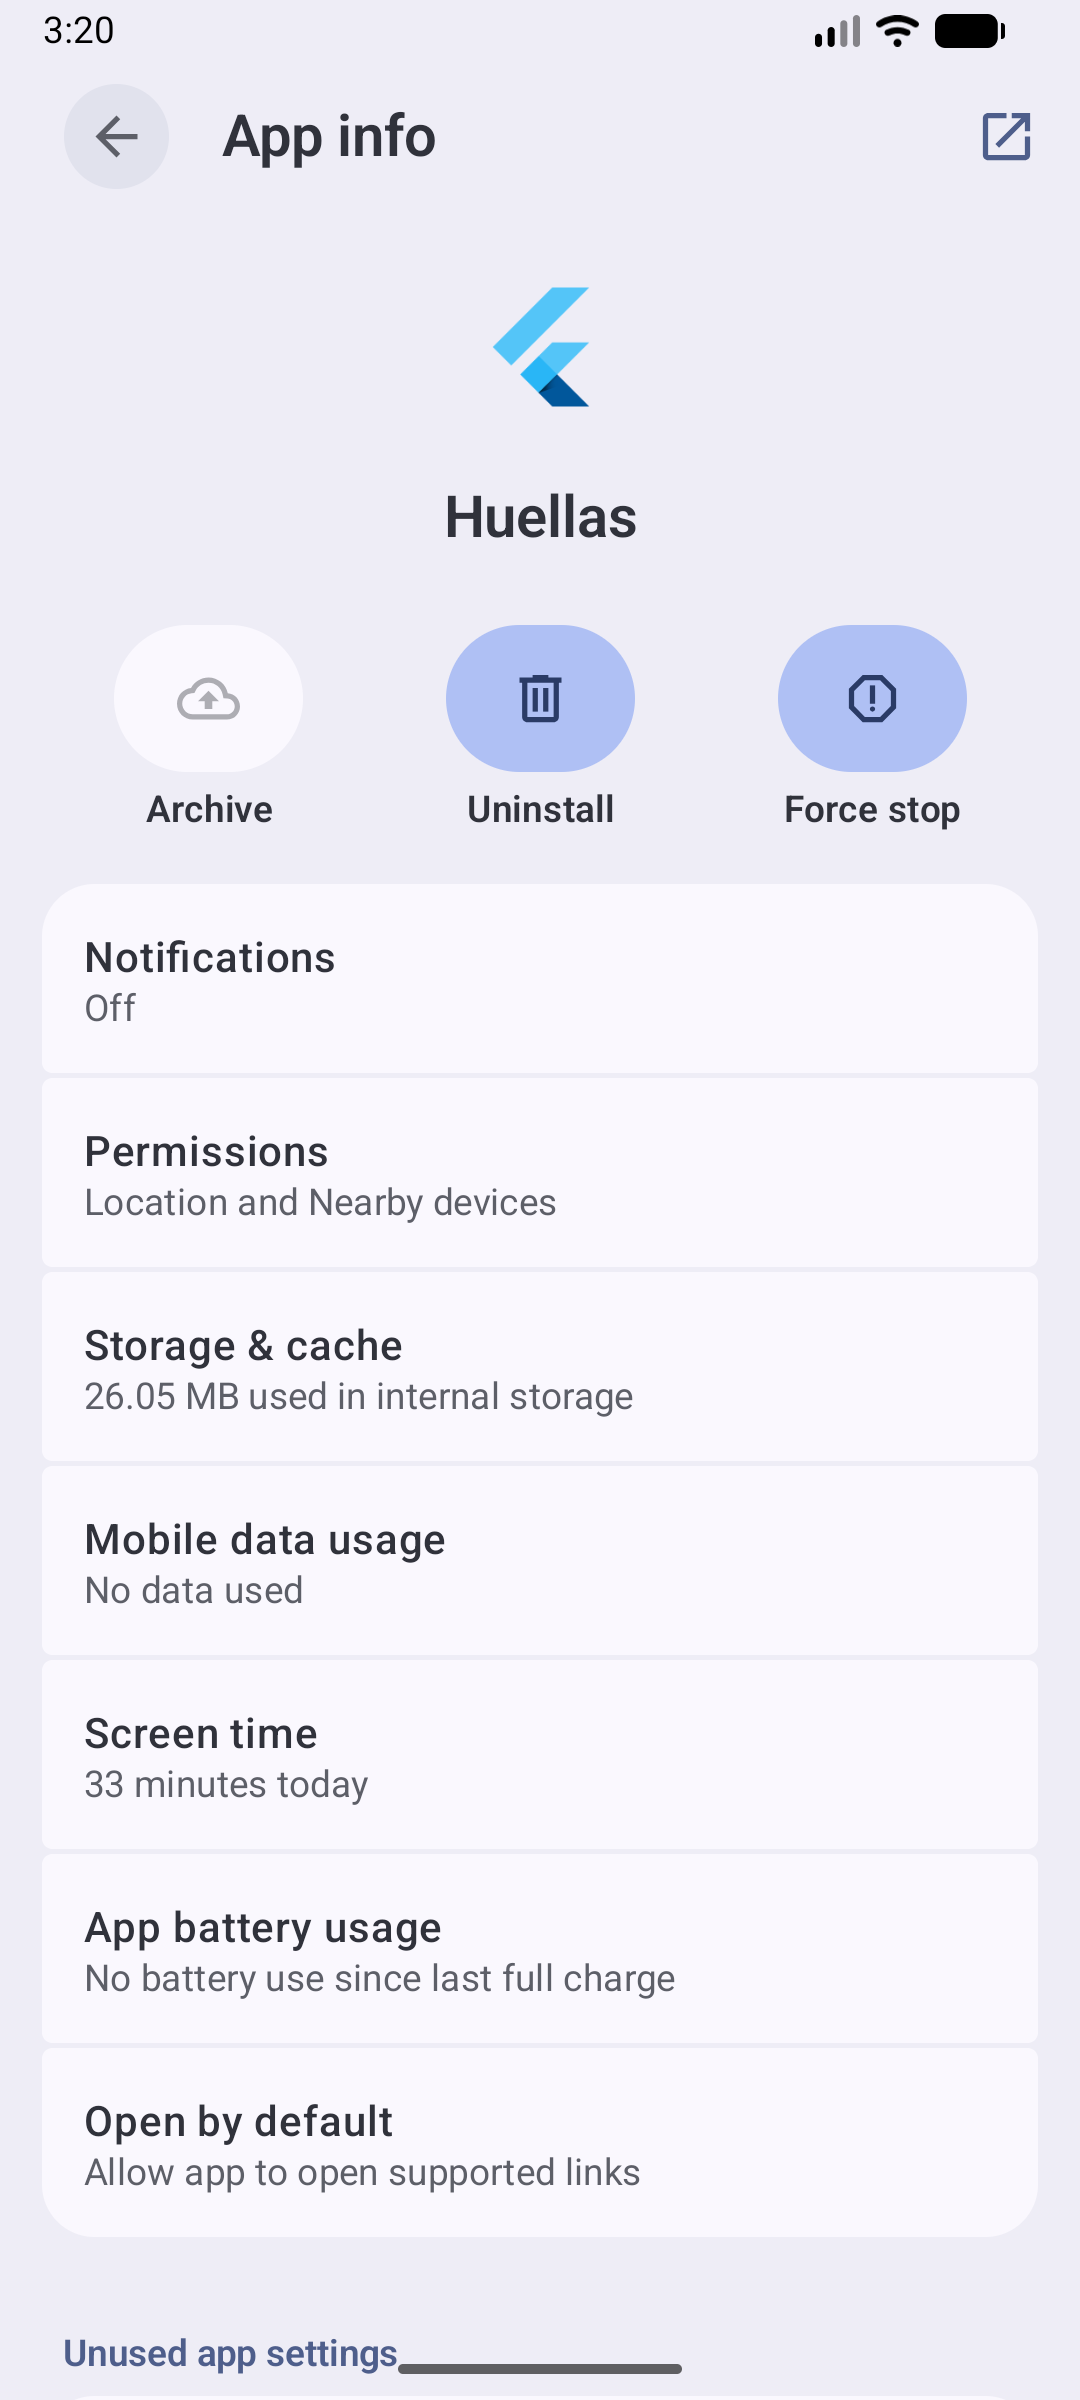 3:20
App info
Huellas
Archive
Uninstall
Force stop
Notifications
Off
Permissions
Location and Nearby devices
Storage & cache
26.05 MB used in internal storage
Mobile data usage
No data used
Screen time
33 minutes today
App battery usage
No battery use since last full charge
Open by default
Allow app to open supported links
Unused app settings